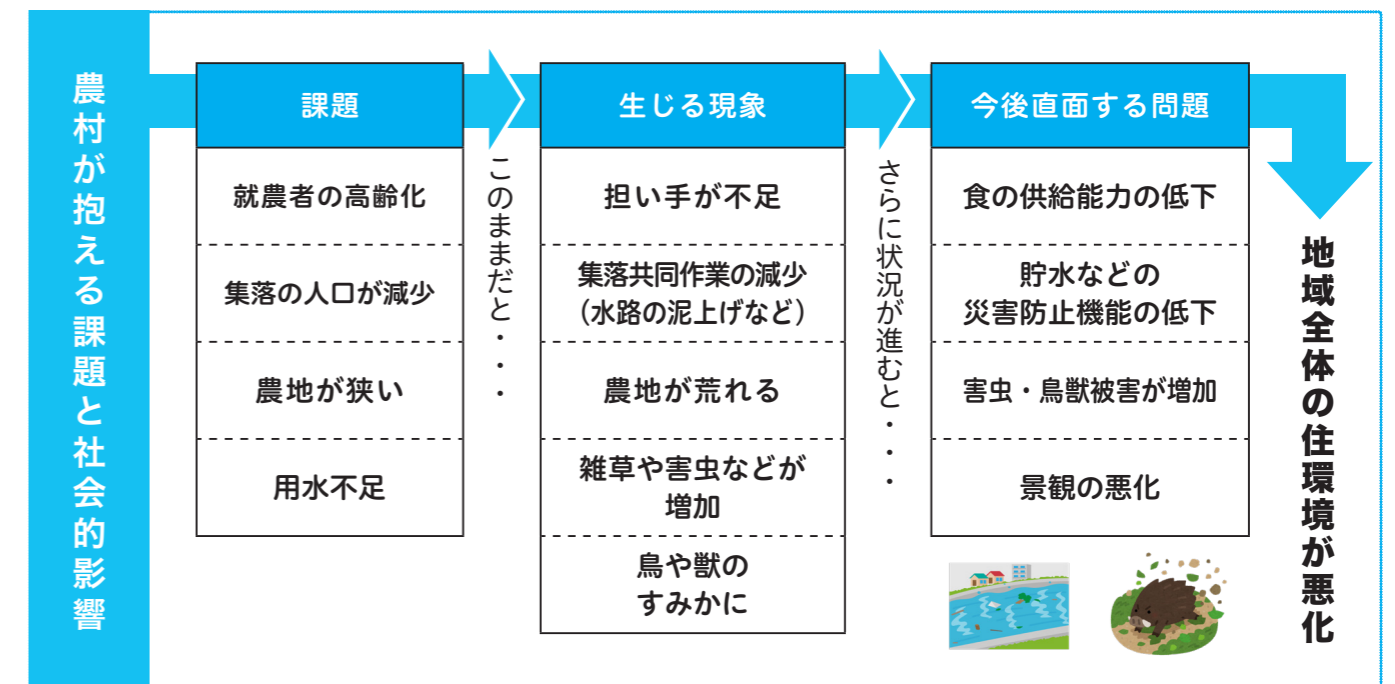 農村が抱える課題と社会的影響
課題
就農者の高齢化
集落の人口が減少
農地が狭い
用水不足
このままだと・・・
生じる現象
担い手が不足
集落共同作業の減少
（水路の泥上げなど）
農地が荒れる
雑草や害虫などが
増加
鳥や獣の
すみかに
さらに状況が進むと・・・
今後直面する問題
食の供給能力の低下
貯水などの
災害防止機能の低下
害虫・鳥獣被害が増加
景観の悪化
地域全体の住環境が悪化